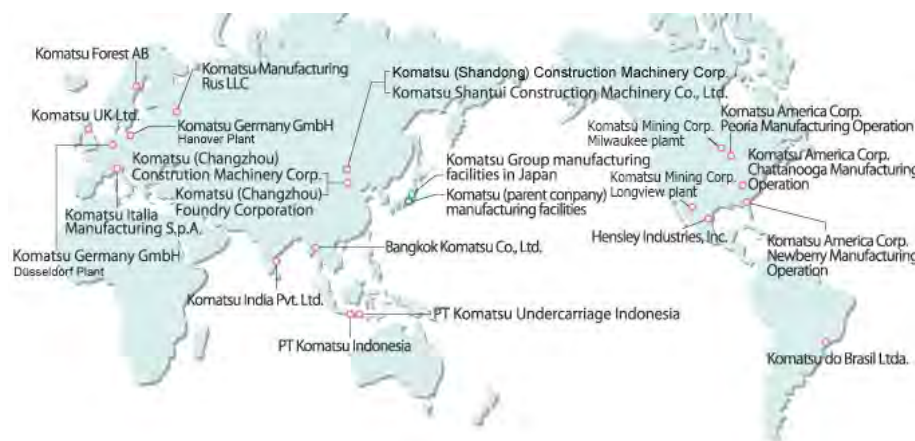 Komatsu Forest AB
Komatsu Manufacturing
Rus LLC
Komatsu (Shandong) Construction Machinery Corp.
Komatsu Shantui Construction Machinery Co., Ltd.
Komatsu UK Ltd.
Komatsu Germany GmbH
Hanover Plant
Komatsu (Changzhou)
Constrution Machinery Corp.
Komatsu (Changzhou)
Foundry Corporation
Komatsu Italia
Manufacturing S.p.A.
Komatsu Germany GmbH
Düsseldorf Plant
Komatsu Group manufacturing
facilities in Japan
Komatsu (parent conpany)
manufacturing facilities
Bangkok Komatsu Co., Ltd.
Komatsu India Pvt. Ltd.
PT Komatsu Undercarriage Indonesia
PT Komatsu Indonesia
Komatsu America Corp.
Peoria Manufacturing Operation
Komatsu Mining Corp.
Milwaukee plamt
Komatsu America Corp.
Chattanooga Manufacturing
Operation
Komatsu Mining Corp.
Longview plant
Hensley Industries, Inc.
Komatsu America Corp.
Newberry Manufacturing
Operation
Komatsu do Brasil Ltda.